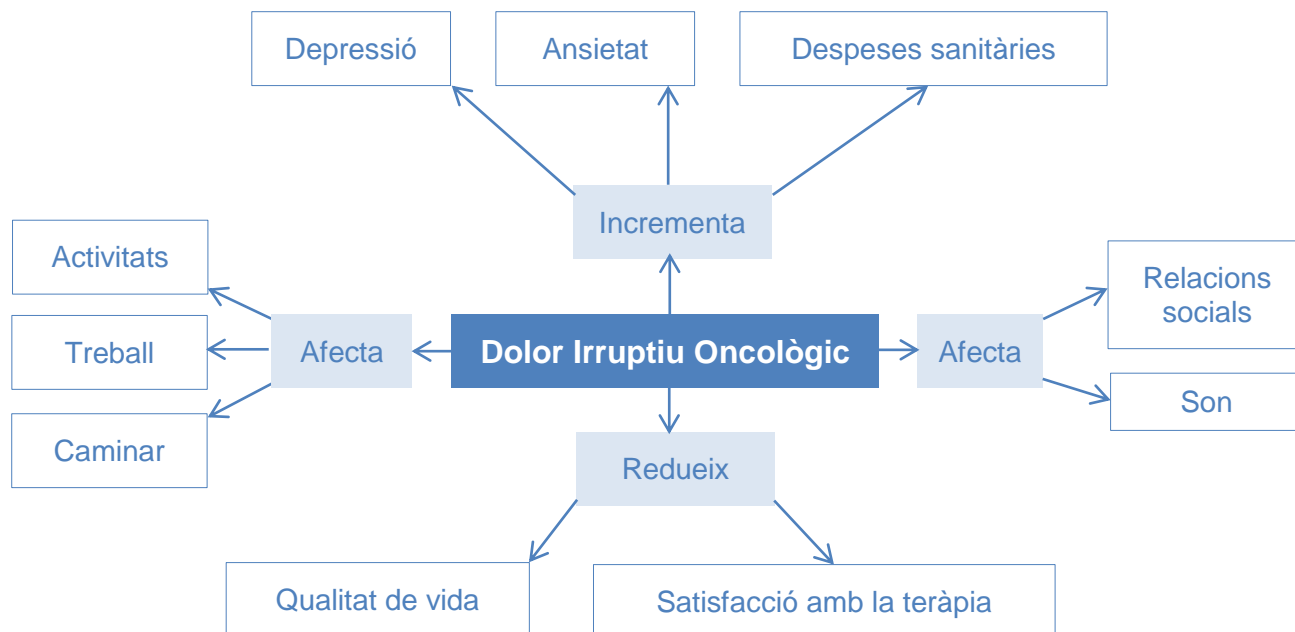 Depressió
Ansietat
Despeses sanitàries
Incrementa
Activitats
Treball
Caminar
Afecta
Dolor Irruptiu Oncològic
Afecta
Relacions
socials
Son
Redueix
Qualitat de vida
Satisfacció amb la teràpia